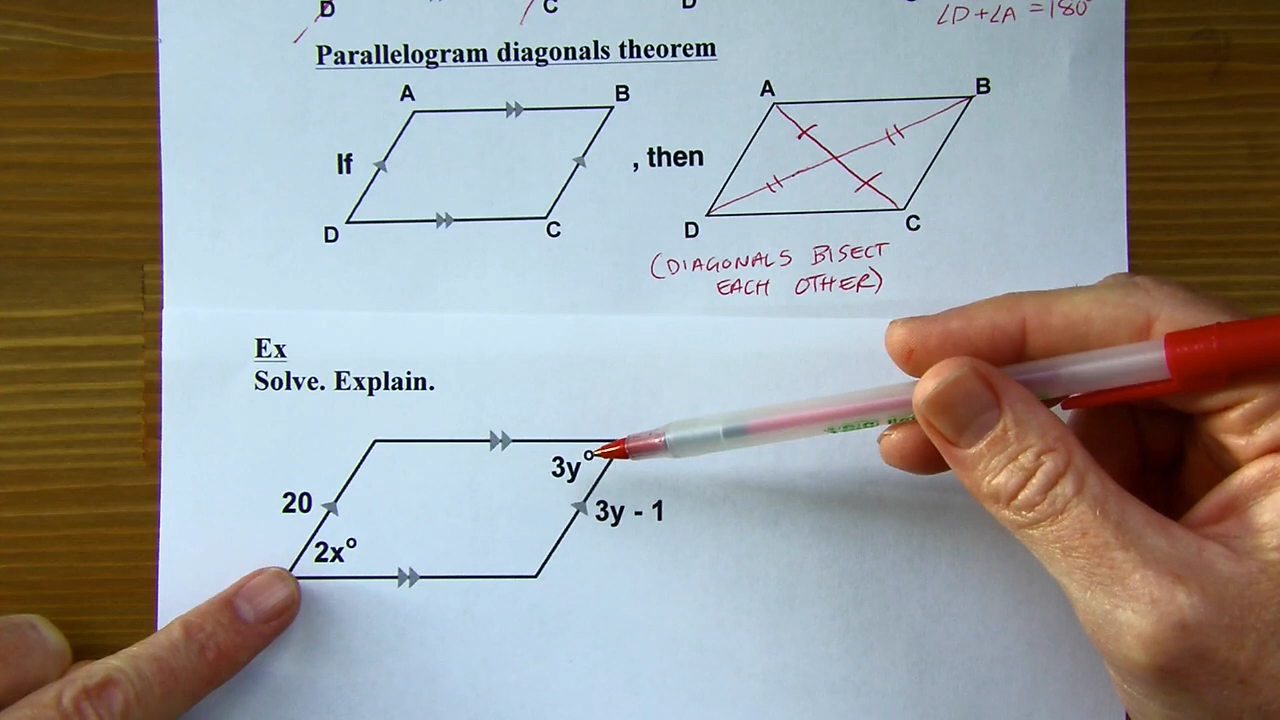 D C D
∠D+∠A = 180°
Parallelogram diagonals theorem
A B A B
If , then
D C D C
(DIAGONALS BISECT
EACH OTHER)
Ex
Solve. Explain.
3y°
20 3y - 1
2x°